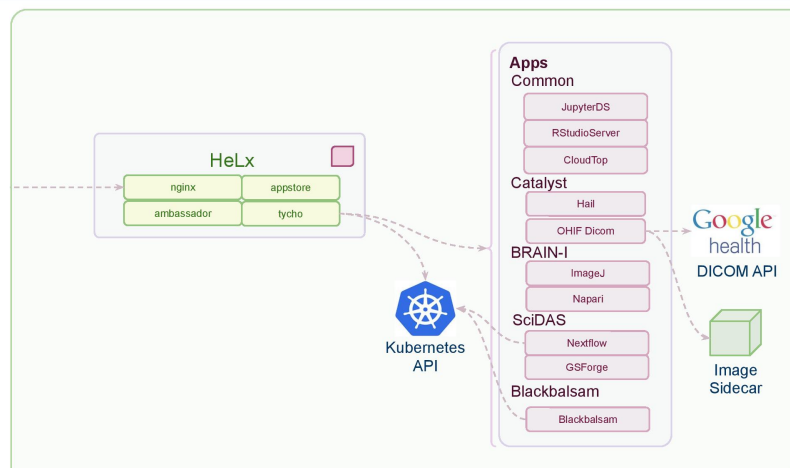 HeLx
nginx
appstore
ambassador
tycho
Kubernetes
API
Apps
Common
JupyterDS
RStudioServer
CloudTop
Catalyst
Hail
OHIF Dicom
BRAIN-I
ImageJ
Napari
SciDAS
Nextflow
GSForge
Blackbalsam
Blackbalsam
Google
health
DICOM API
Image
Sidecar